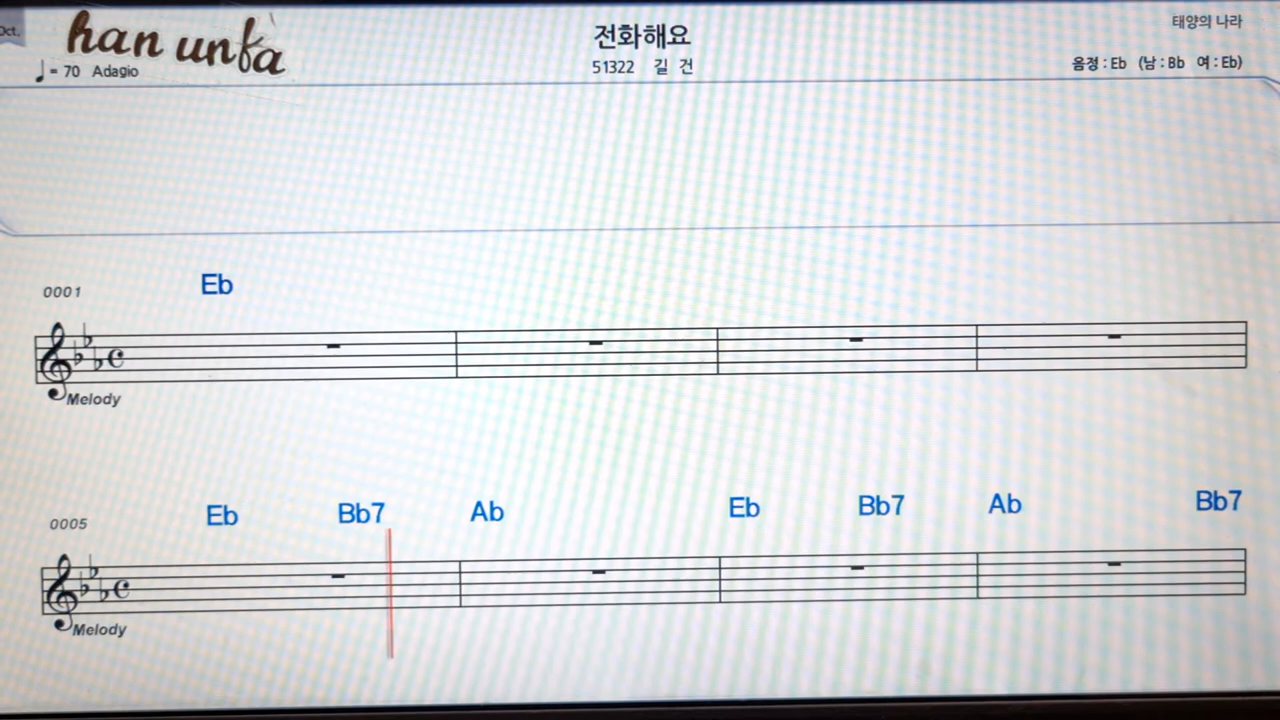 Oct.
han unfa
전화해요
태양의 나라
♩= 70 Adagio
51322 길 건
음정 : Eb (남 : Bb 여 : Eb)
0001
Eb
Melody
0005
Eb Bb7 Ab Eb Bb7 Ab Bb7
Melody